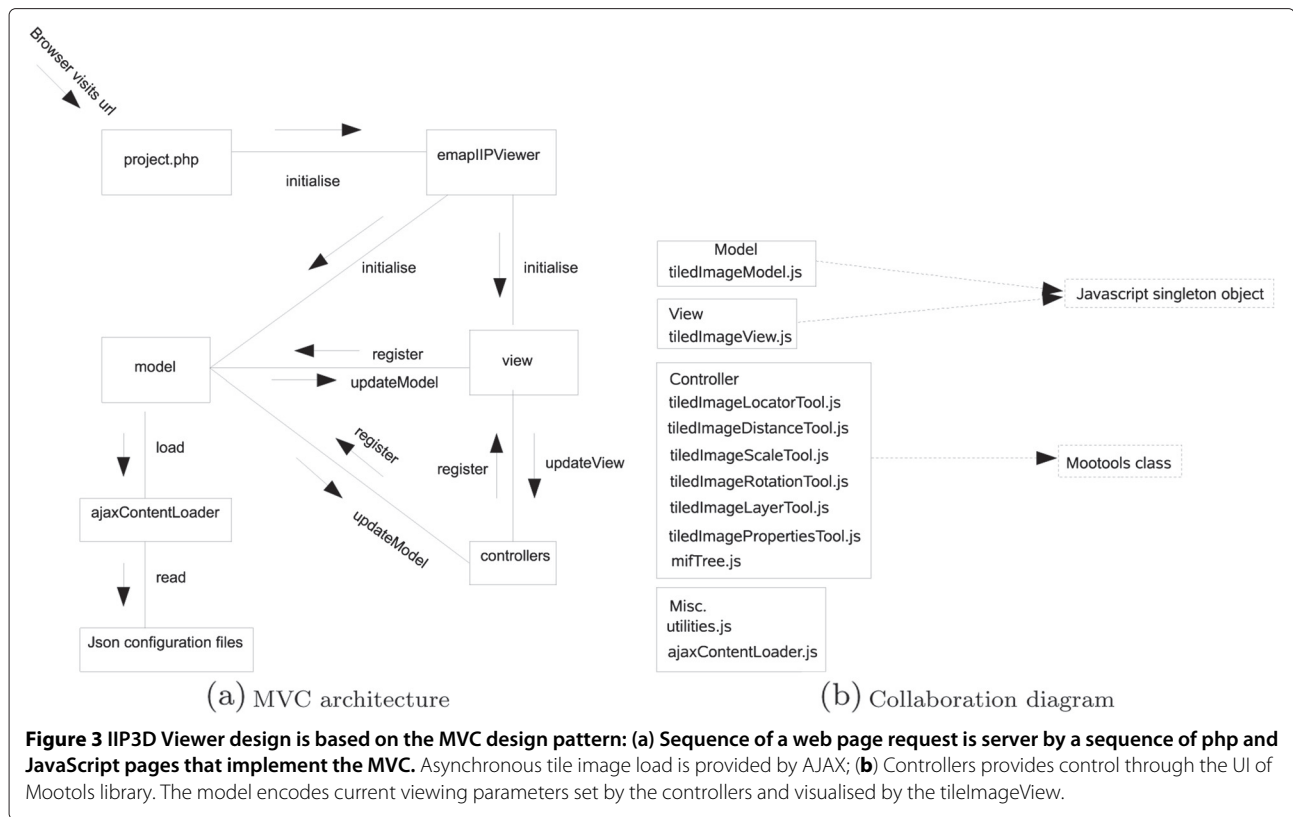 Browser visits url
project.php
initialise
emapIIPViewer
initialise
initialise
model
register
updateModel
view
load
register
updateModel
register
updateView
ajaxContentLoader
controllers
read
Json configuration files
(a) MVC architecture
Model
tiledImageModel.js
Javascript singleton object
View
tiledImageView.js
Controller
tiledImageLocatorTool.js
tiledImageDistanceTool.js
tiledImageScaleTool.js
tiledImageRotationTool.js
tiledImageLayerTool.js
tiledImagePropertiesTool.js
mifTree.js
Mootools class
Misc.
utilities.js
ajaxContentLoader.js
(b) Collaboration diagram
Figure 3 IIP3D Viewer design is based on the MVC design pattern: (a) Sequence of a web page request is server by a sequence of php and
JavaScript pages that implement the MVC. Asynchronous tile image load is provided by AJAX; (b) Controllers provides control through the UI of
Mootols library. The model encodes current viewing parameters set by the controllers and visualised by the tileImageView.